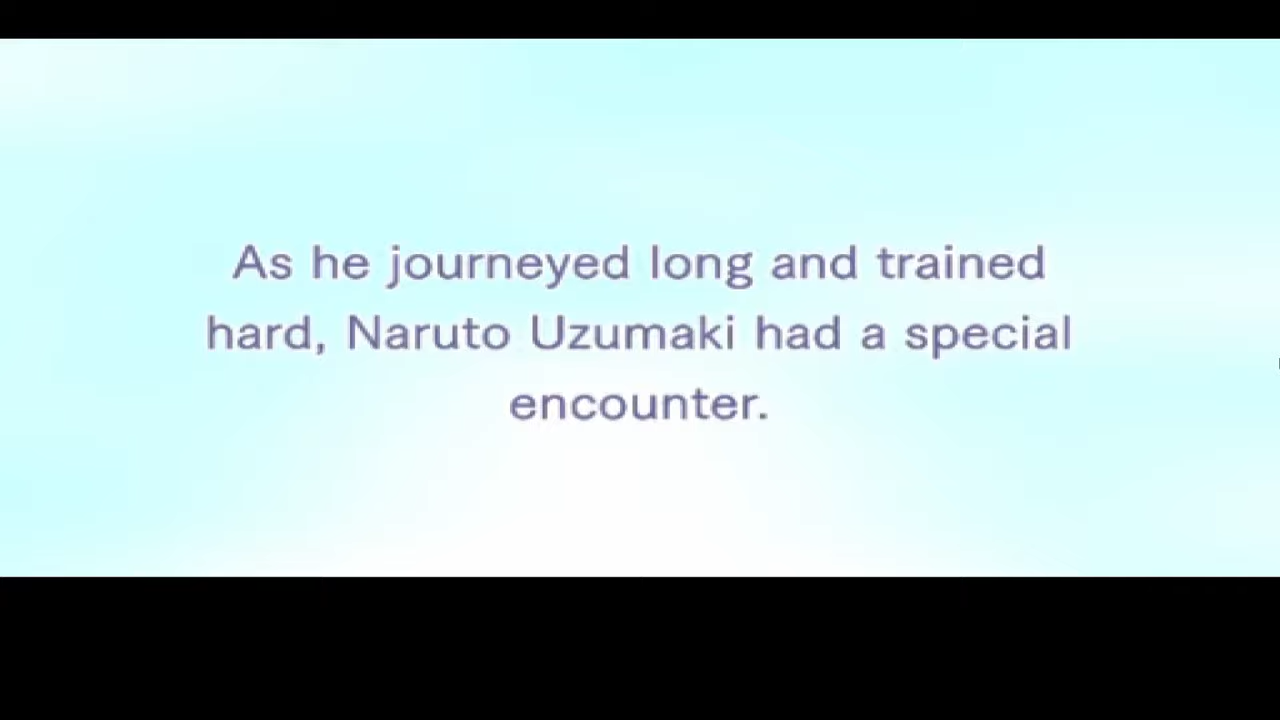 As he journeyed long and trained
hard, Naruto Uzumaki had a special
encounter.